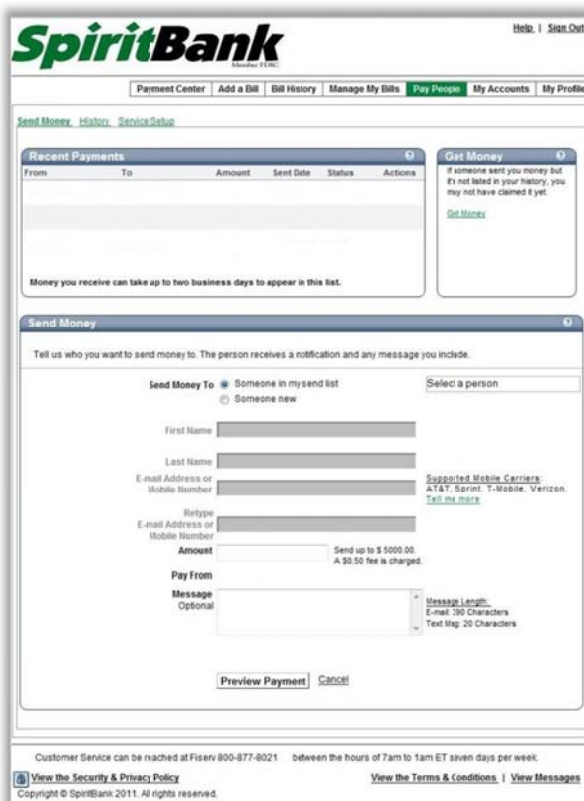 SpiritBank
Member FDIC
Help | Sign Out
Payment Center Add a Bill Bill History Manage My Bills Pay People My Accounts My Profile
Send Money History Service Setup
Recent Payments
From To Amount Sent Date Status Actions
Money you receive can take up to two business days to appear in this list.
Get Money
If someone sent you money but
it's not listed in your history, you
may not have claimed it yet.
Get Money
Send Money
Tell us who you want to send money to. The person receives a notification and any message you include.
Send Money To Someone in my send list Select a person
Someone new
First Name
Last Name
E-mail Address or
Mobile Number
Supported Mobile Carriers:
AT&T, Sprint, T-Mobile, Verizon.
Tell me more
Retype
E-mail Address or
Mobile Number
Amount
Send up to $ 5000.00.
A $0.50 fee is charged.
Pay From
Message
Optional
Message Length:
E-mail: 390 Characters
Text Msg: 20 Characters
Preview Payment Cancel
Customer Service can be reached at Fiserv 800-877-8021 between the hours of 7am to 1am ET seven days per week.
View the Security & Privacy Policy View the Terms & Conditions | View Messages
Copyright © SpiritBank 2011. All rights reserved.